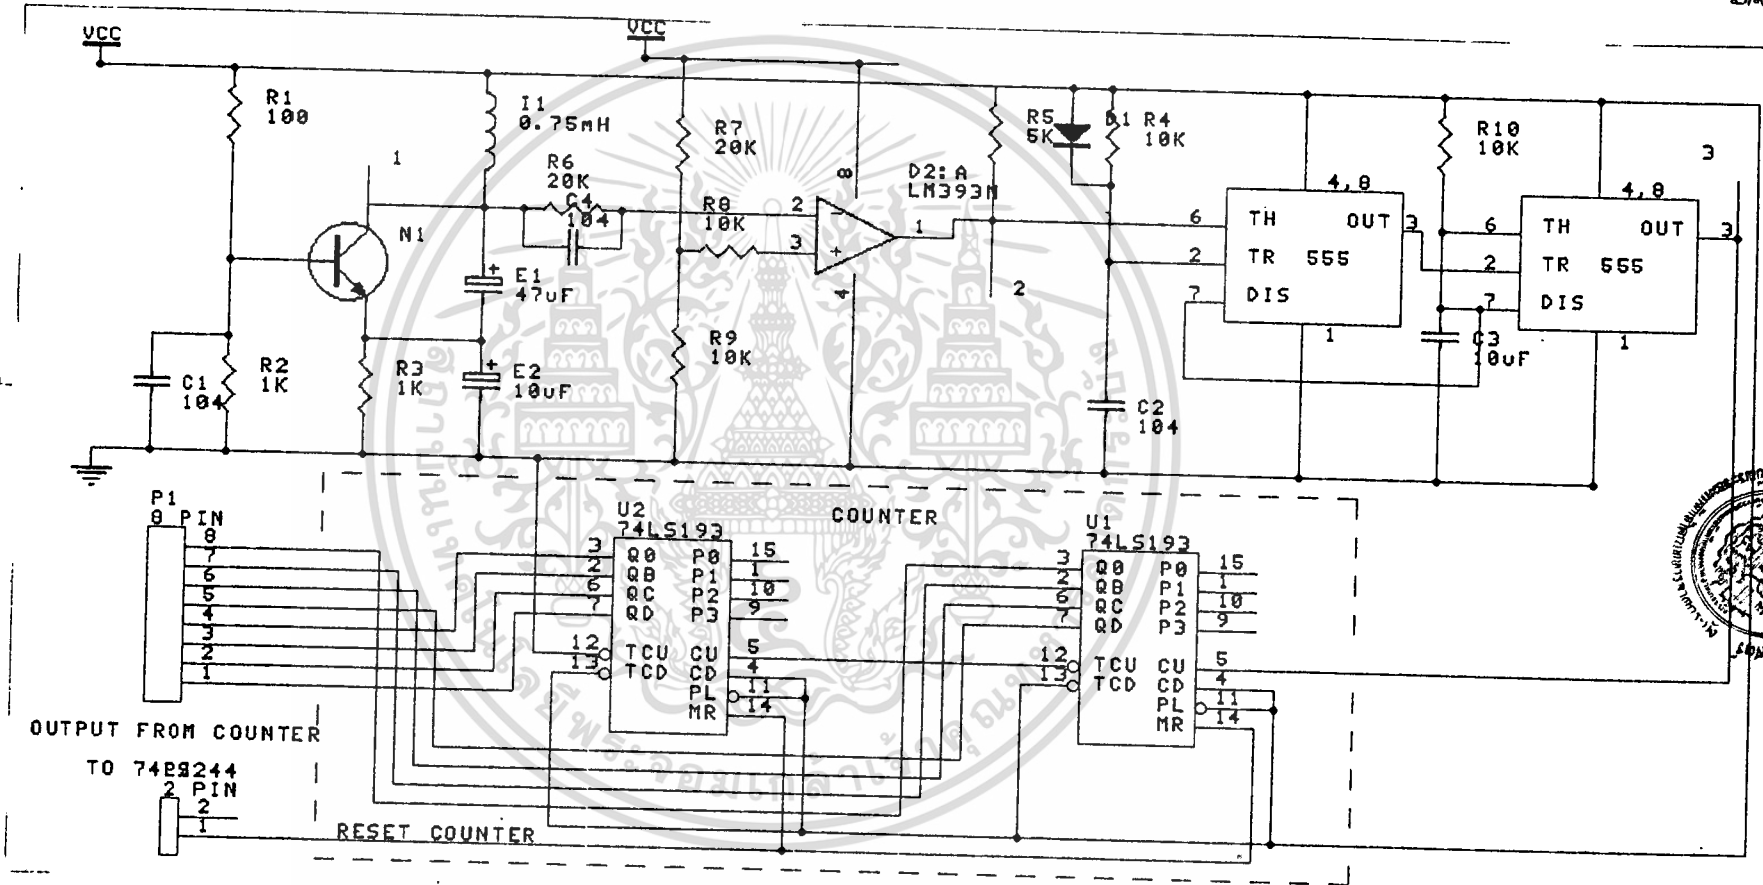 VCC
VCC
R1
100
I1
0.75mH
1
N1
R6
20K
C4
104
R7
20K
R8
10K
2
3
8
4
1
D2:A
LM393N
R5
5K
D1
R4
10K
2
R10
10K
3
4,8
6
TH
OUT
3
2
TR
555
7
DIS
1
4,8
6
TH
OUT
3
2
TR
555
7
DIS
1
E1
47uF
E2
10uF
R9
10K
C1
104
R2
1K
R3
1K
C3
10uF
C2
104
COUNTER
P1
8 PIN
8
7
6
5
4
3
2
1
U2
74LS193
3 Q0 P0 15
2 QB P1 1
6 QC P2 10
7 QD P3 9
12 TCU CU 5
13 TCD CD 4
PL 11
MR 14
U1
74LS193
3 Q0 P0 15
2 QB P1 1
6 QC P2 10
7 QD P3 9
12 TCU CU 5
13 TCD CD 4
PL 11
MR 14
OUTPUT FROM COUNTER
TO
2 PIN
2
1
RESET COUNTER